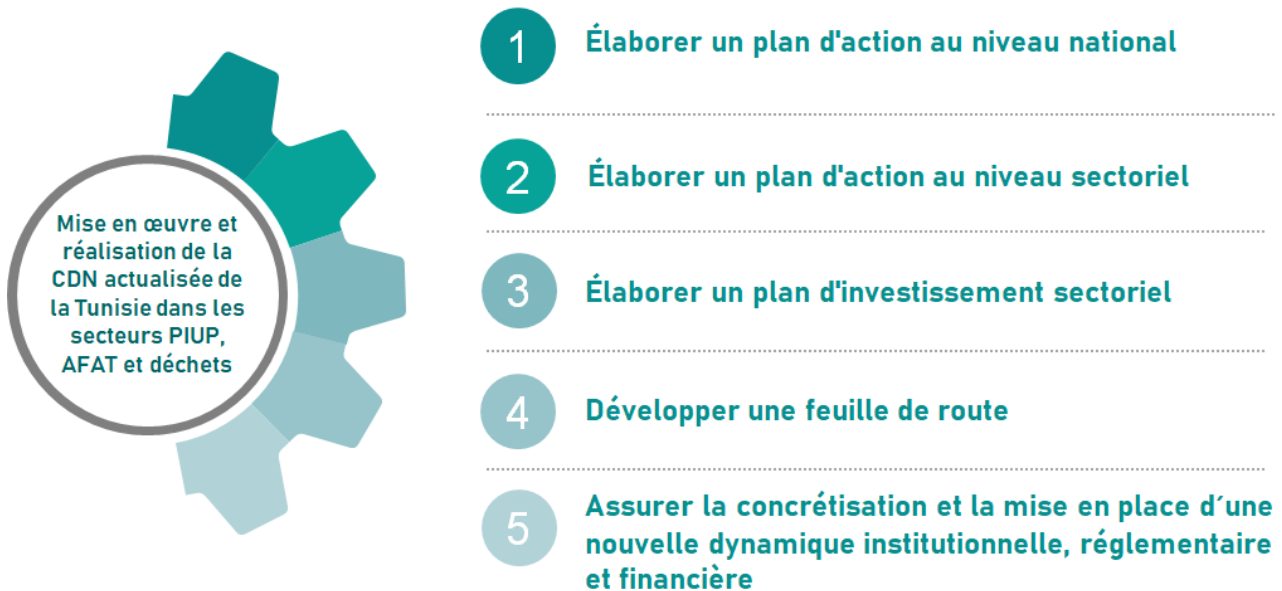 Mise en œuvre et
réalisation de la
CDN actualisée de
la Tunisie dans les
secteurs PIUP,
AFAT et déchets
1
Élaborer un plan d'action au niveau national
2
Élaborer un plan d'action au niveau sectoriel
3
Élaborer un plan d'investissement sectoriel
4
Développer une feuille de route
5
Assurer la concrétisation et la mise en place d´une
nouvelle dynamique institutionnelle, réglementaire
et financière